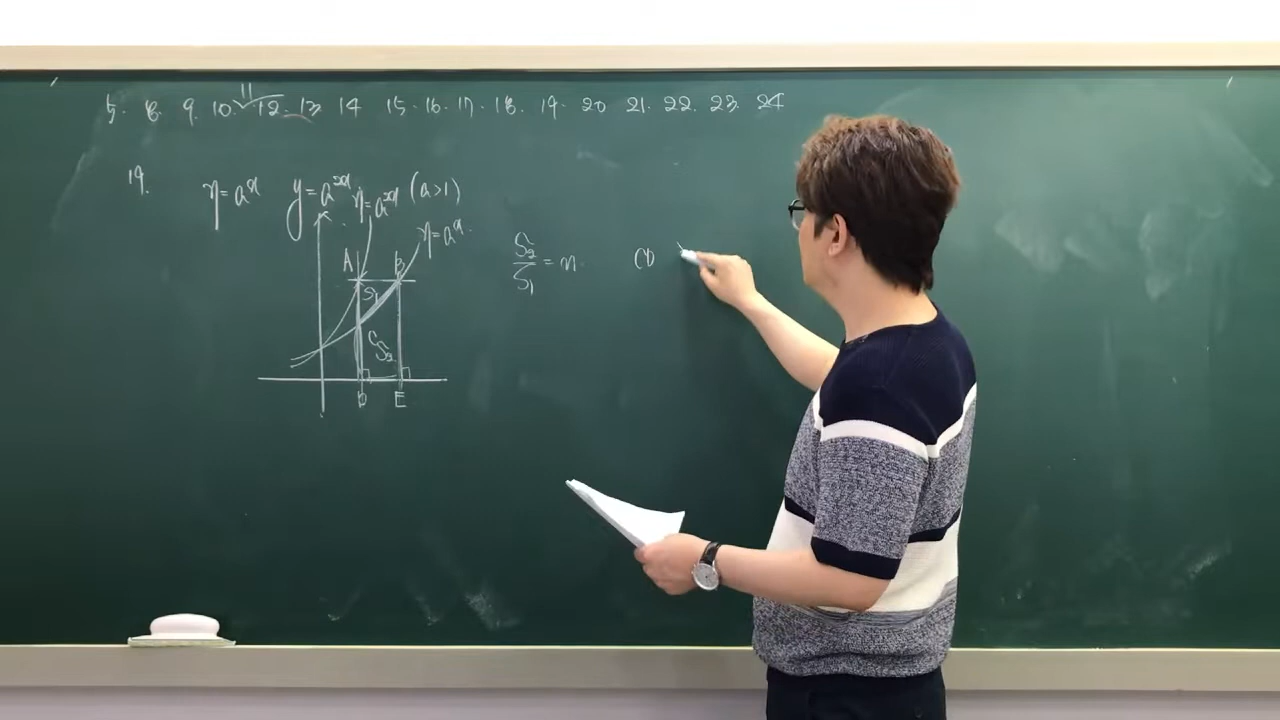 11
5. 8. 9. 10. 12. 13 14 15. 16. 17. 18. 19. 20 21. 22. 23. 24
19. y=a^x y=a^{2x} (a>1)
y=a^{2x}
y=a^x
A B
S₁
C
S₂
D E
S₂/S₁ = n